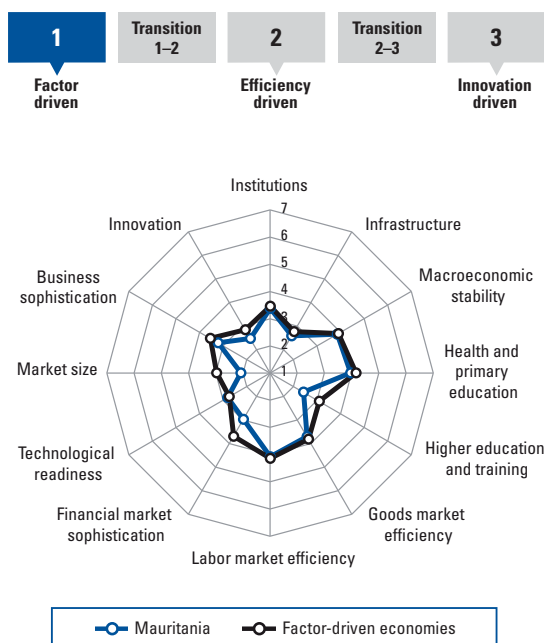 1
Transition
1–2
2
Transition
2–3
3
Factor
driven
Efficiency
driven
Innovation
driven
Institutions
Innovation
Infrastructure
Business
sophistication
Macroeconomic
stability
Market size
Health and
primary
education
Technological
readiness
Higher education
and training
Financial market
sophistication
Goods market
efficiency
Labor market efficiency
7
6
5
4
3
2
1
Mauritania
Factor-driven economies